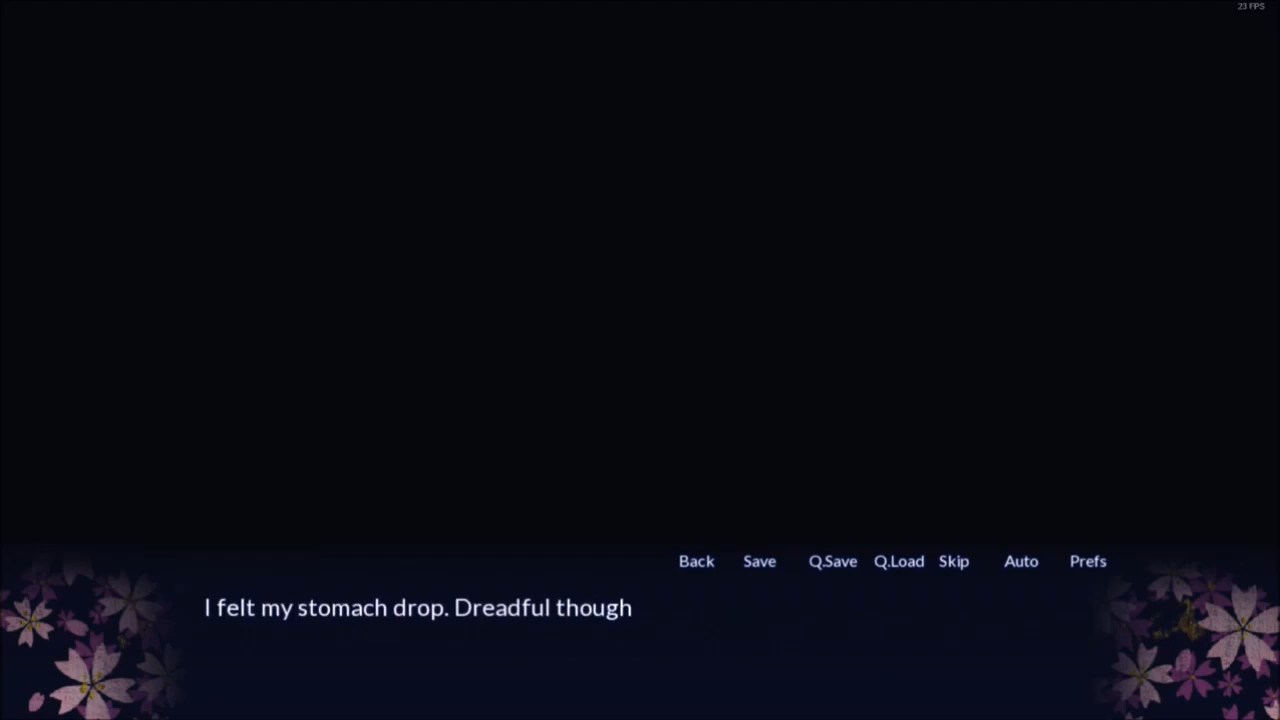 23 FPS
Back Save Q.Save Q.Load Skip Auto Prefs
I felt my stomach drop. Dreadful though